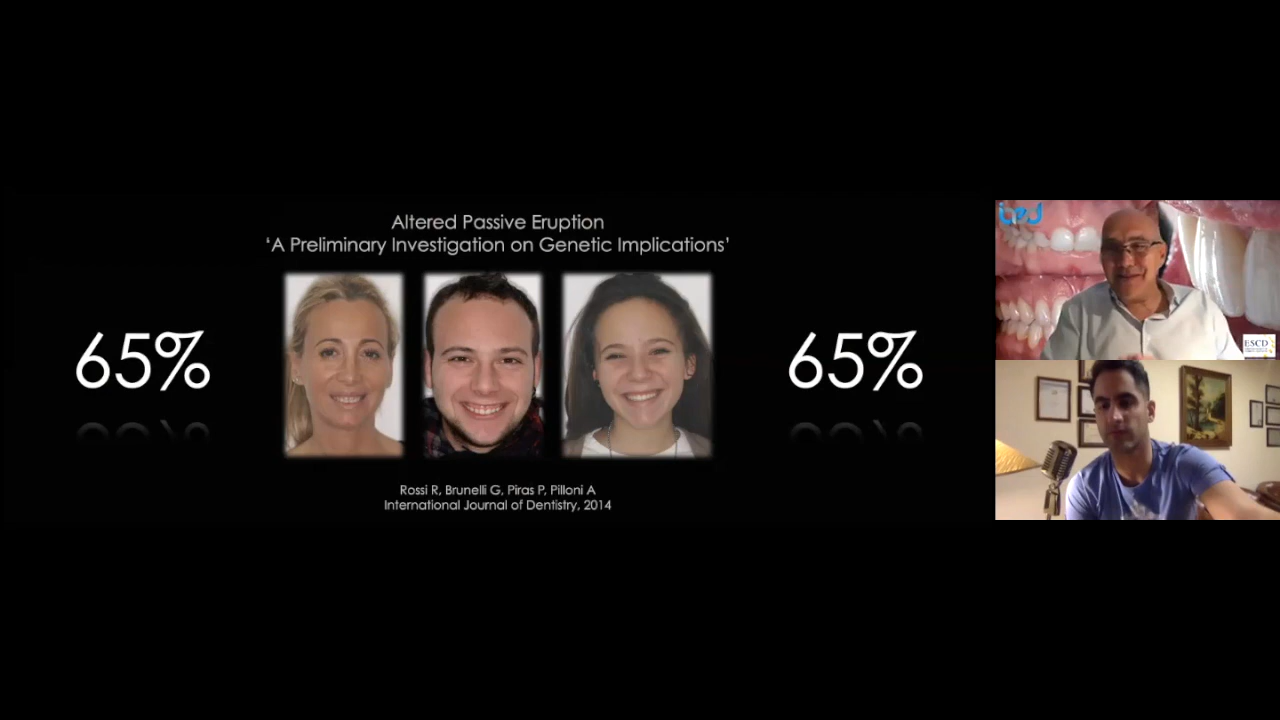 Altered Passive Eruption
‘A Preliminary Investigation on Genetic Implications’
65%
65%
Rossi R, Brunelli G, Piras P, Pilloni A
International Journal of Dentistry, 2014
ESCD